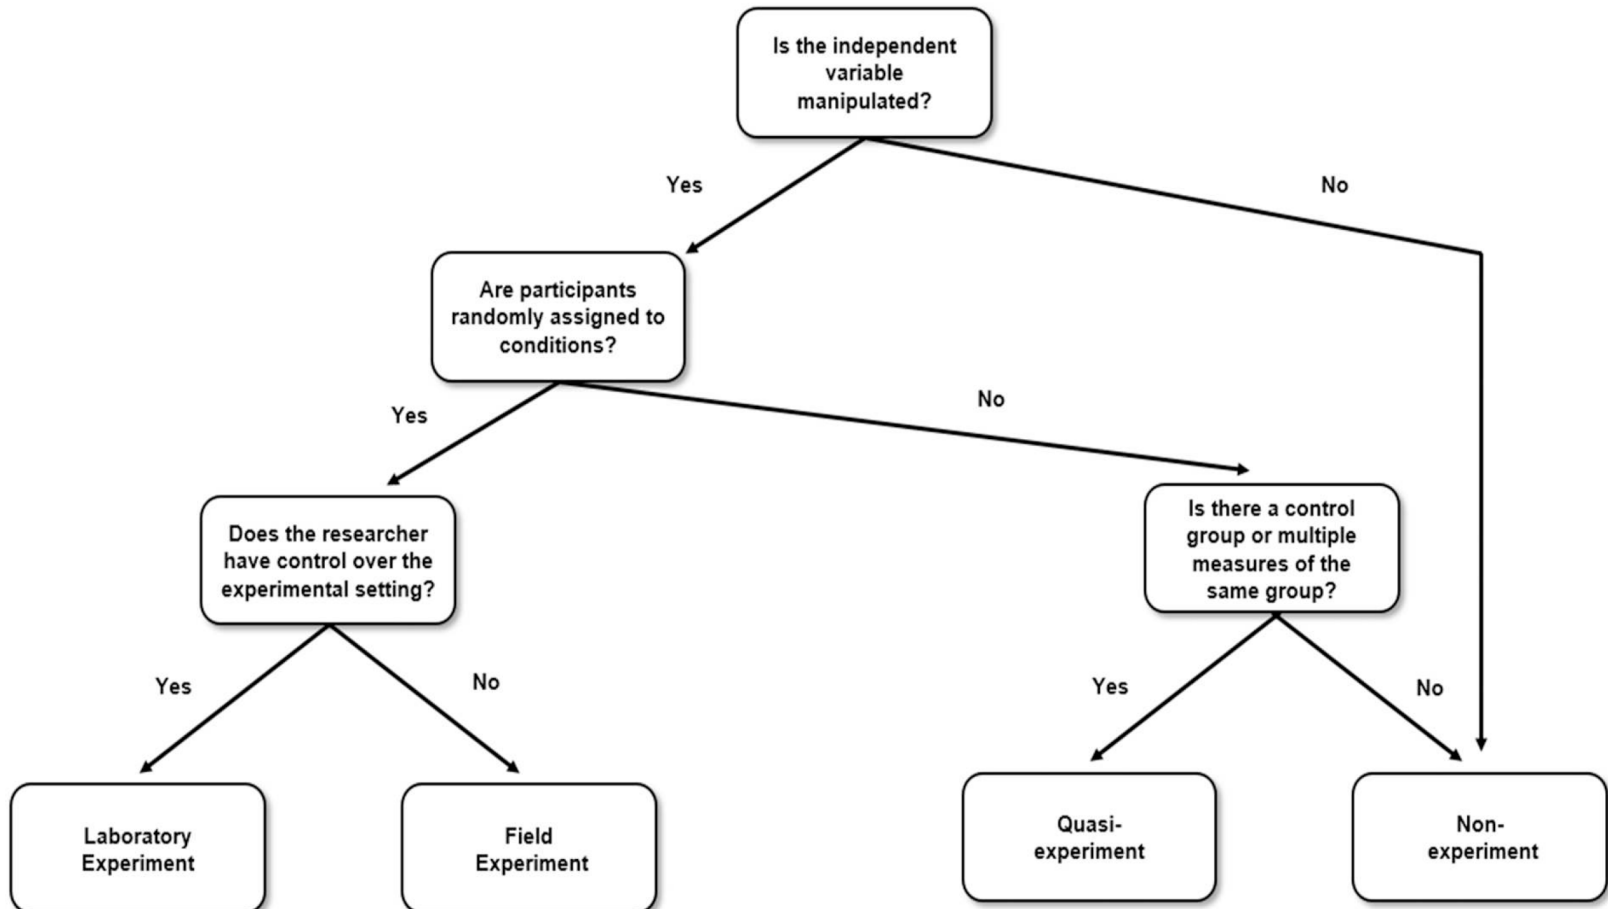 Is the independent
variable
manipulated?
Yes
No
Are participants
randomly assigned to
conditions?
Yes
No
Does the researcher
have control over the
experimental setting?
Is there a control
group or multiple
measures of the
same group?
Yes
No
Yes
No
Laboratory
Experiment
Field
Experiment
Quasi-
experiment
Non-
experiment